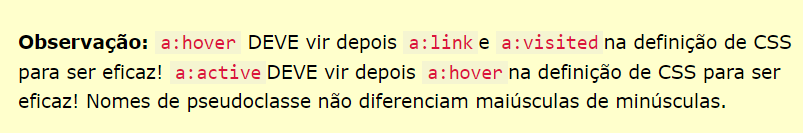 Observação: a:hover DEVE vir depois a:link e a:visited na definição de CSS
para ser eficaz! a:active DEVE vir depois a:hover na definição de CSS para ser
eficaz! Nomes de pseudoclasse não diferenciam maiúsculas de minúsculas.